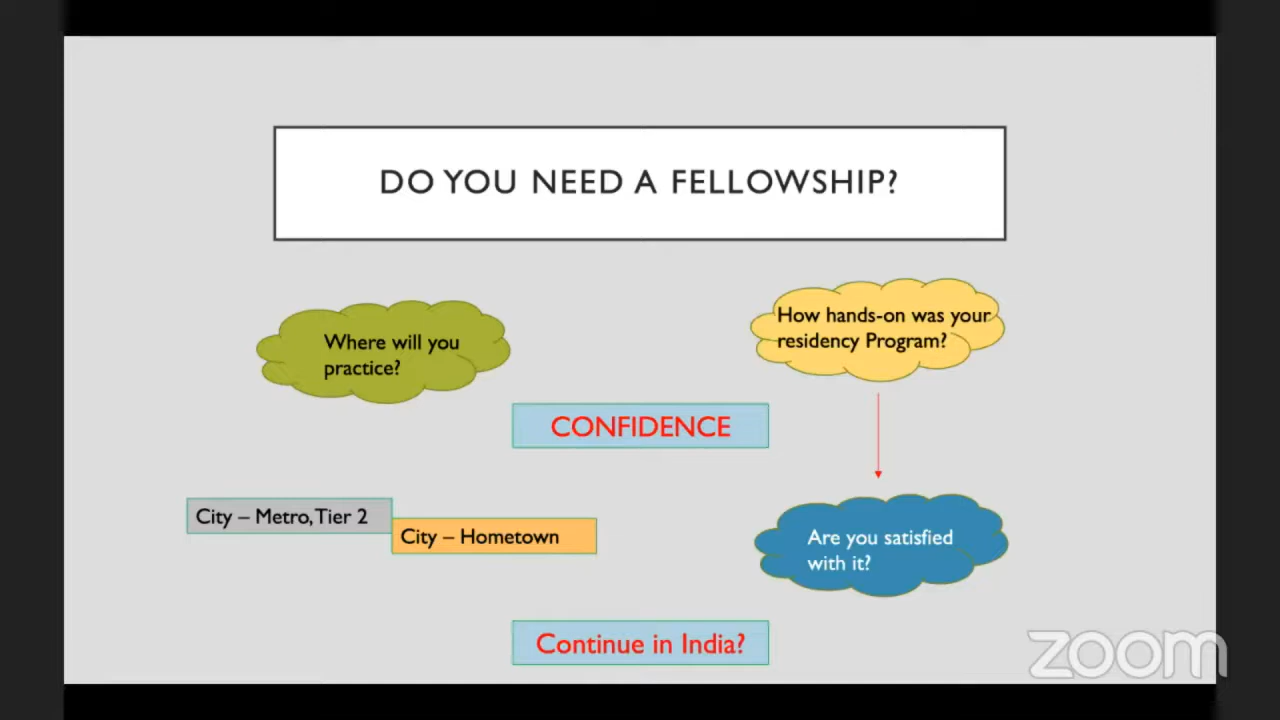 DO YOU NEED A FELLOWSHIP?
Where will you
practice?
How hands-on was your
residency Program?
CONFIDENCE
City – Metro, Tier 2
City – Hometown
Are you satisfied
with it?
Continue in India?
zoom